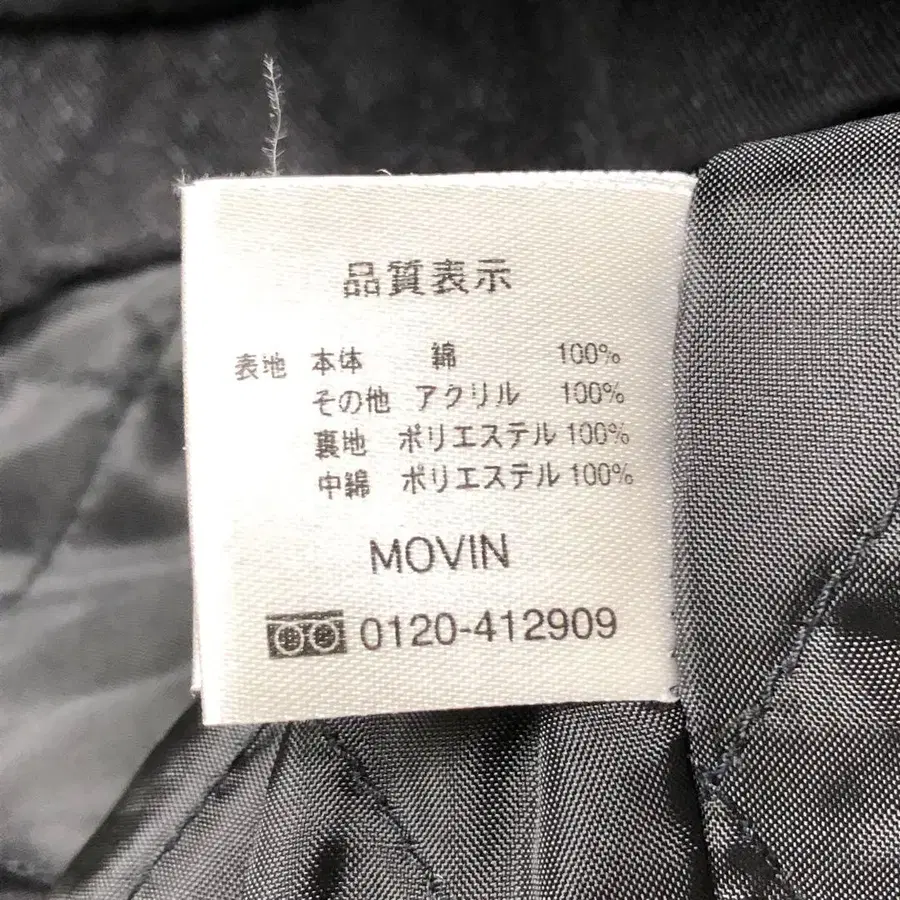 品質表示
表地 本体 綿 100%
その他 アクリル 100%
裏地 ポリエステル 100%
中綿 ポリエステル 100%
MOVIN
0120-412909